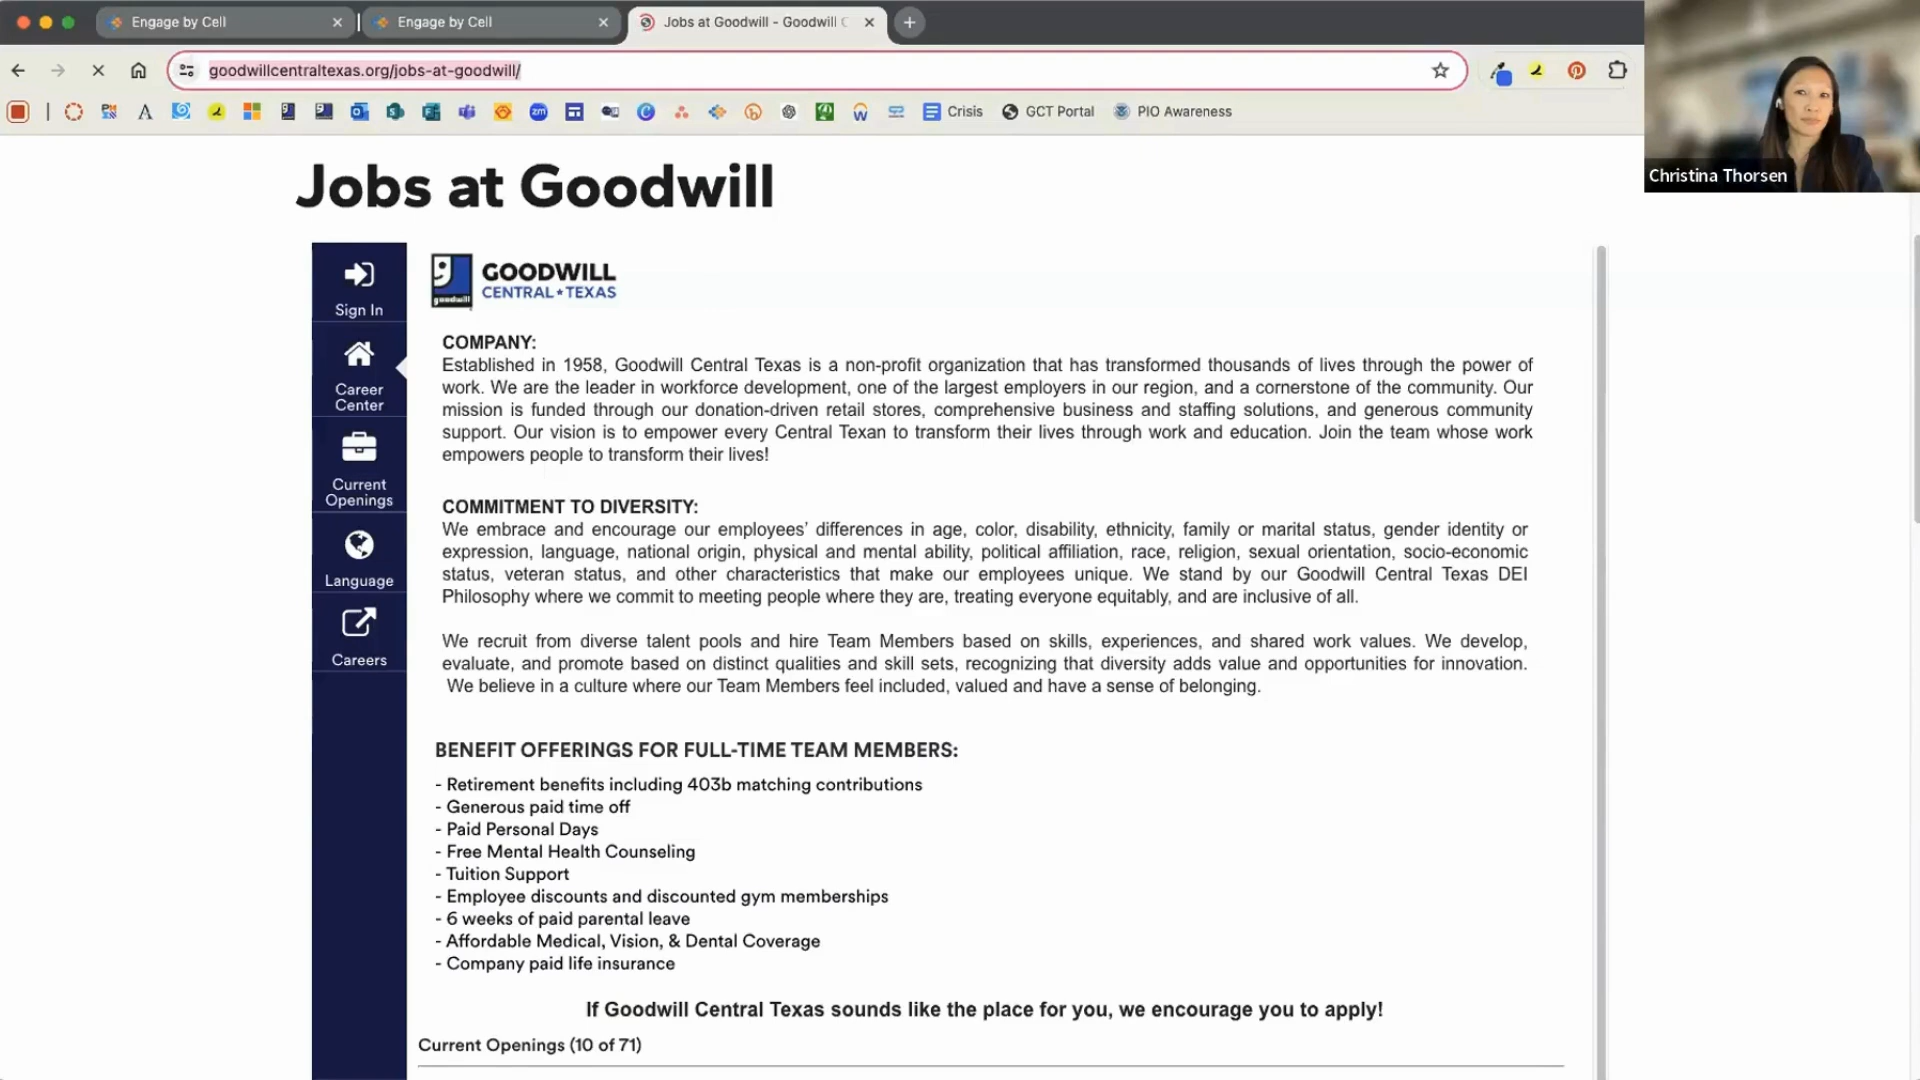 Engage by Cell
Engage by Cell
Jobs at Goodwill - Goodwill C
goodwillcentraltexas.org/jobs-at-goodwill/
Crisis
GCT Portal
PIO Awareness
Christina Thorsen
Jobs at Goodwill
Sign In
Career
Center
Current
Openings
Language
Careers
goodwill
GOODWILL
CENTRAL★TEXAS
COMPANY:
Established in 1958, Goodwill Central Texas is a non-profit organization that has transformed thousands of lives through the power of
work. We are the leader in workforce development, one of the largest employers in our region, and a cornerstone of the community. Our
mission is funded through our donation-driven retail stores, comprehensive business and staffing solutions, and generous community
support. Our vision is to empower every Central Texan to transform their lives through work and education. Join the team whose work
empowers people to transform their lives!
COMMITMENT TO DIVERSITY:
We embrace and encourage our employees’ differences in age, color, disability, ethnicity, family or marital status, gender identity or
expression, language, national origin, physical and mental ability, political affiliation, race, religion, sexual orientation, socio-economic
status, veteran status, and other characteristics that make our employees unique. We stand by our Goodwill Central Texas DEI
Philosophy where we commit to meeting people where they are, treating everyone equitably, and are inclusive of all.
We recruit from diverse talent pools and hire Team Members based on skills, experiences, and shared work values. We develop,
evaluate, and promote based on distinct qualities and skill sets, recognizing that diversity adds value and opportunities for innovation.
We believe in a culture where our Team Members feel included, valued and have a sense of belonging.
BENEFIT OFFERINGS FOR FULL-TIME TEAM MEMBERS:
- Retirement benefits including 403b matching contributions
- Generous paid time off
- Paid Personal Days
- Free Mental Health Counseling
- Tuition Support
- Employee discounts and discounted gym memberships
- 6 weeks of paid parental leave
- Affordable Medical, Vision, & Dental Coverage
- Company paid life insurance
If Goodwill Central Texas sounds like the place for you, we encourage you to apply!
Current Openings (10 of 71)